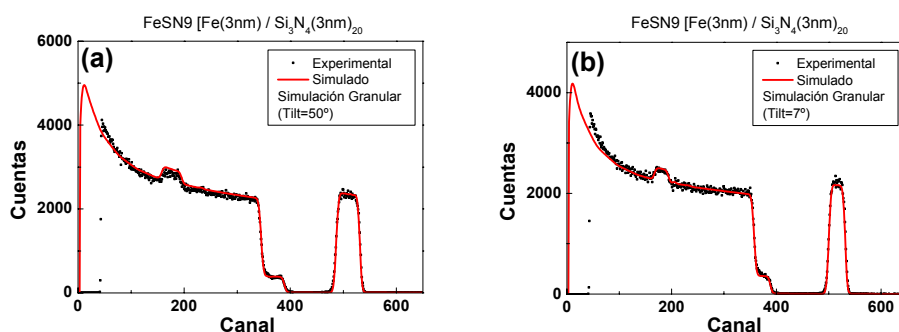 FeSN9 [Fe(3nm) / Si₃N₄(3nm)₂₀
(a)
Experimental
Simulado
Simulación Granular
(Tilt=50º)
Cuentas
6000
4000
2000
0
0 200 400 600
Canal
FeSN9 [Fe(3nm) / Si₃N₄(3nm)₂₀
(b)
Experimental
Simulado
Simulación Granular
(Tilt=7º)
Cuentas
4000
2000
0
0 200 400 600
Canal